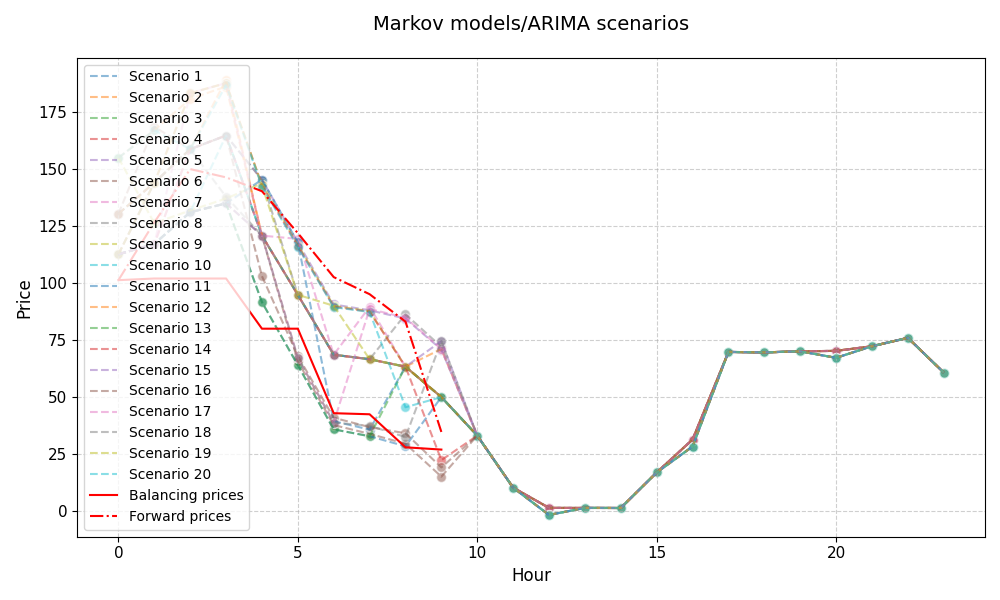 Markov models/ARIMA scenarios
Scenario 1
Scenario 2
Scenario 3
Scenario 4
Scenario 5
Scenario 6
Scenario 7
Scenario 8
Scenario 9
Scenario 10
Scenario 11
Scenario 12
Scenario 13
Scenario 14
Scenario 15
Scenario 16
Scenario 17
Scenario 18
Scenario 19
Scenario 20
Balancing prices
Forward prices
Price
175
150
125
100
75
50
25
0
0 5 10 15 20
Hour